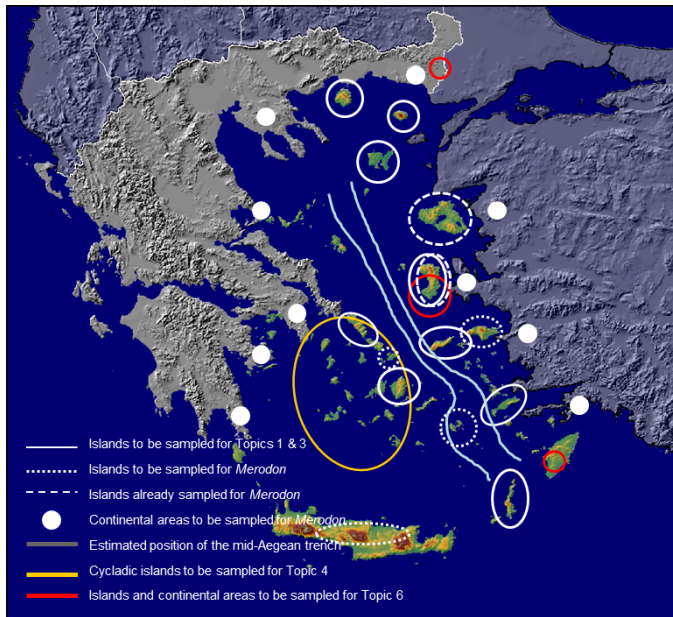 Islands to be sampled for Topics 1 & 3
Islands to be sampled for Merodon
Islands already sampled for Merodon
Continental areas to be sampled for Merodon
Estimated position of the mid-Aegean trench
Cycladic islands to be sampled for Topic 4
Islands and continental areas to be sampled for Topic 6